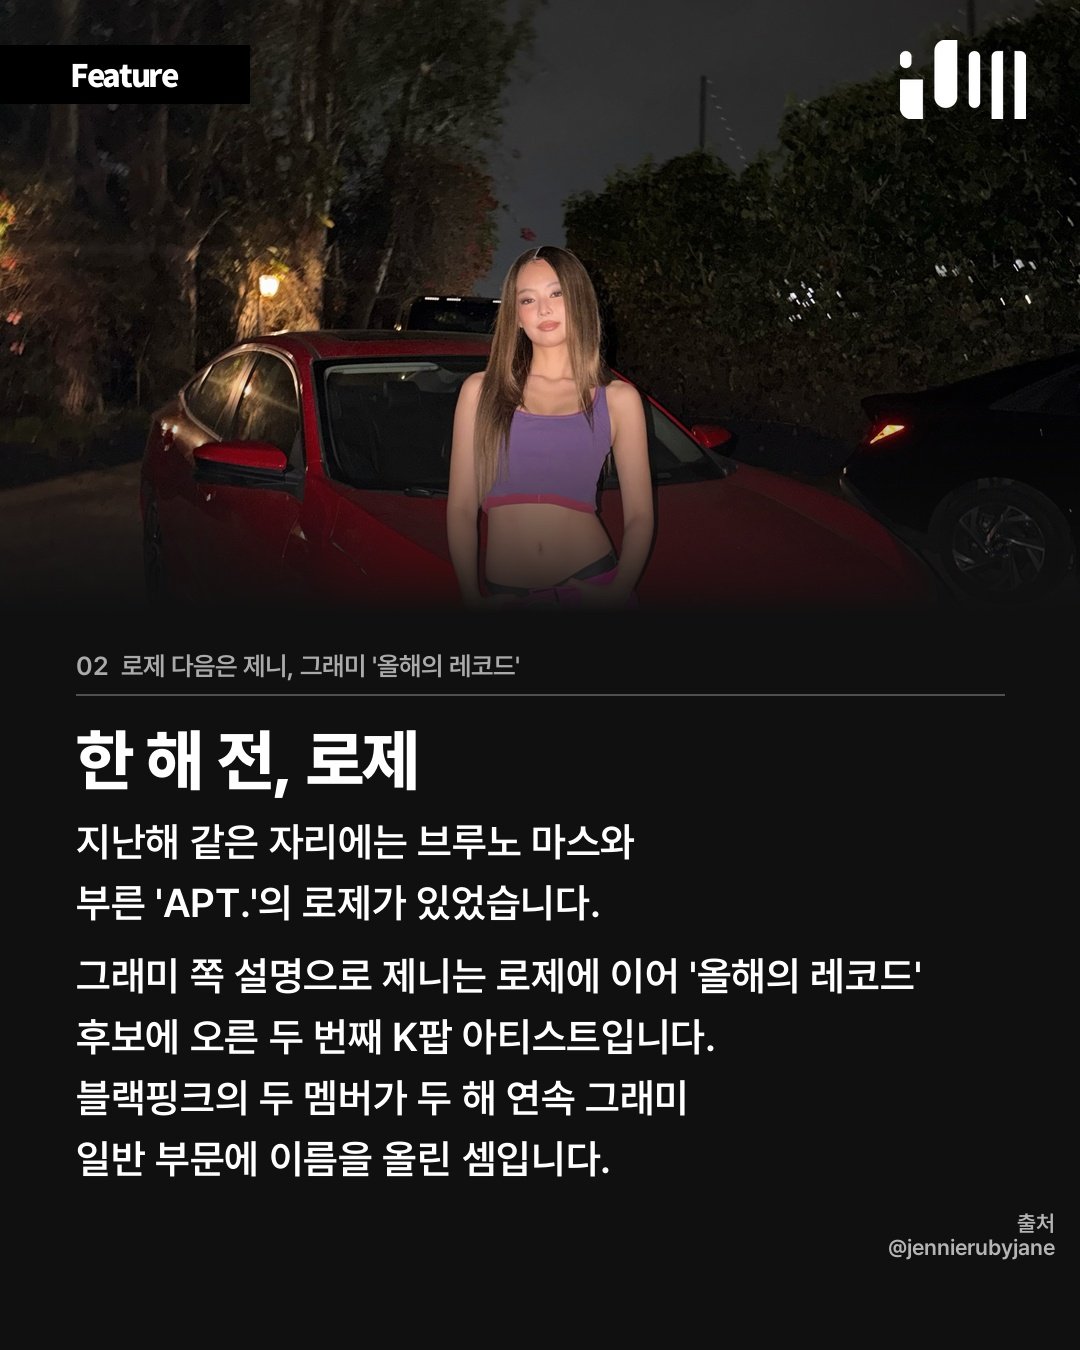 Feature
02 로제 다음은 제니, 그래미 '올해의 레코드'
한 해 전, 로제
지난해 같은 자리에는 브루노 마스와
부른 'APT.'의 로제가 있었습니다.
그래미 쪽 설명으로 제니는 로제에 이어 '올해의 레코드'
후보에 오른 두 번째 K팝 아티스트입니다.
블랙핑크의 두 멤버가 두 해 연속 그래미
일반 부문에 이름을 올린 셈입니다.
출처
@jennierubyjane